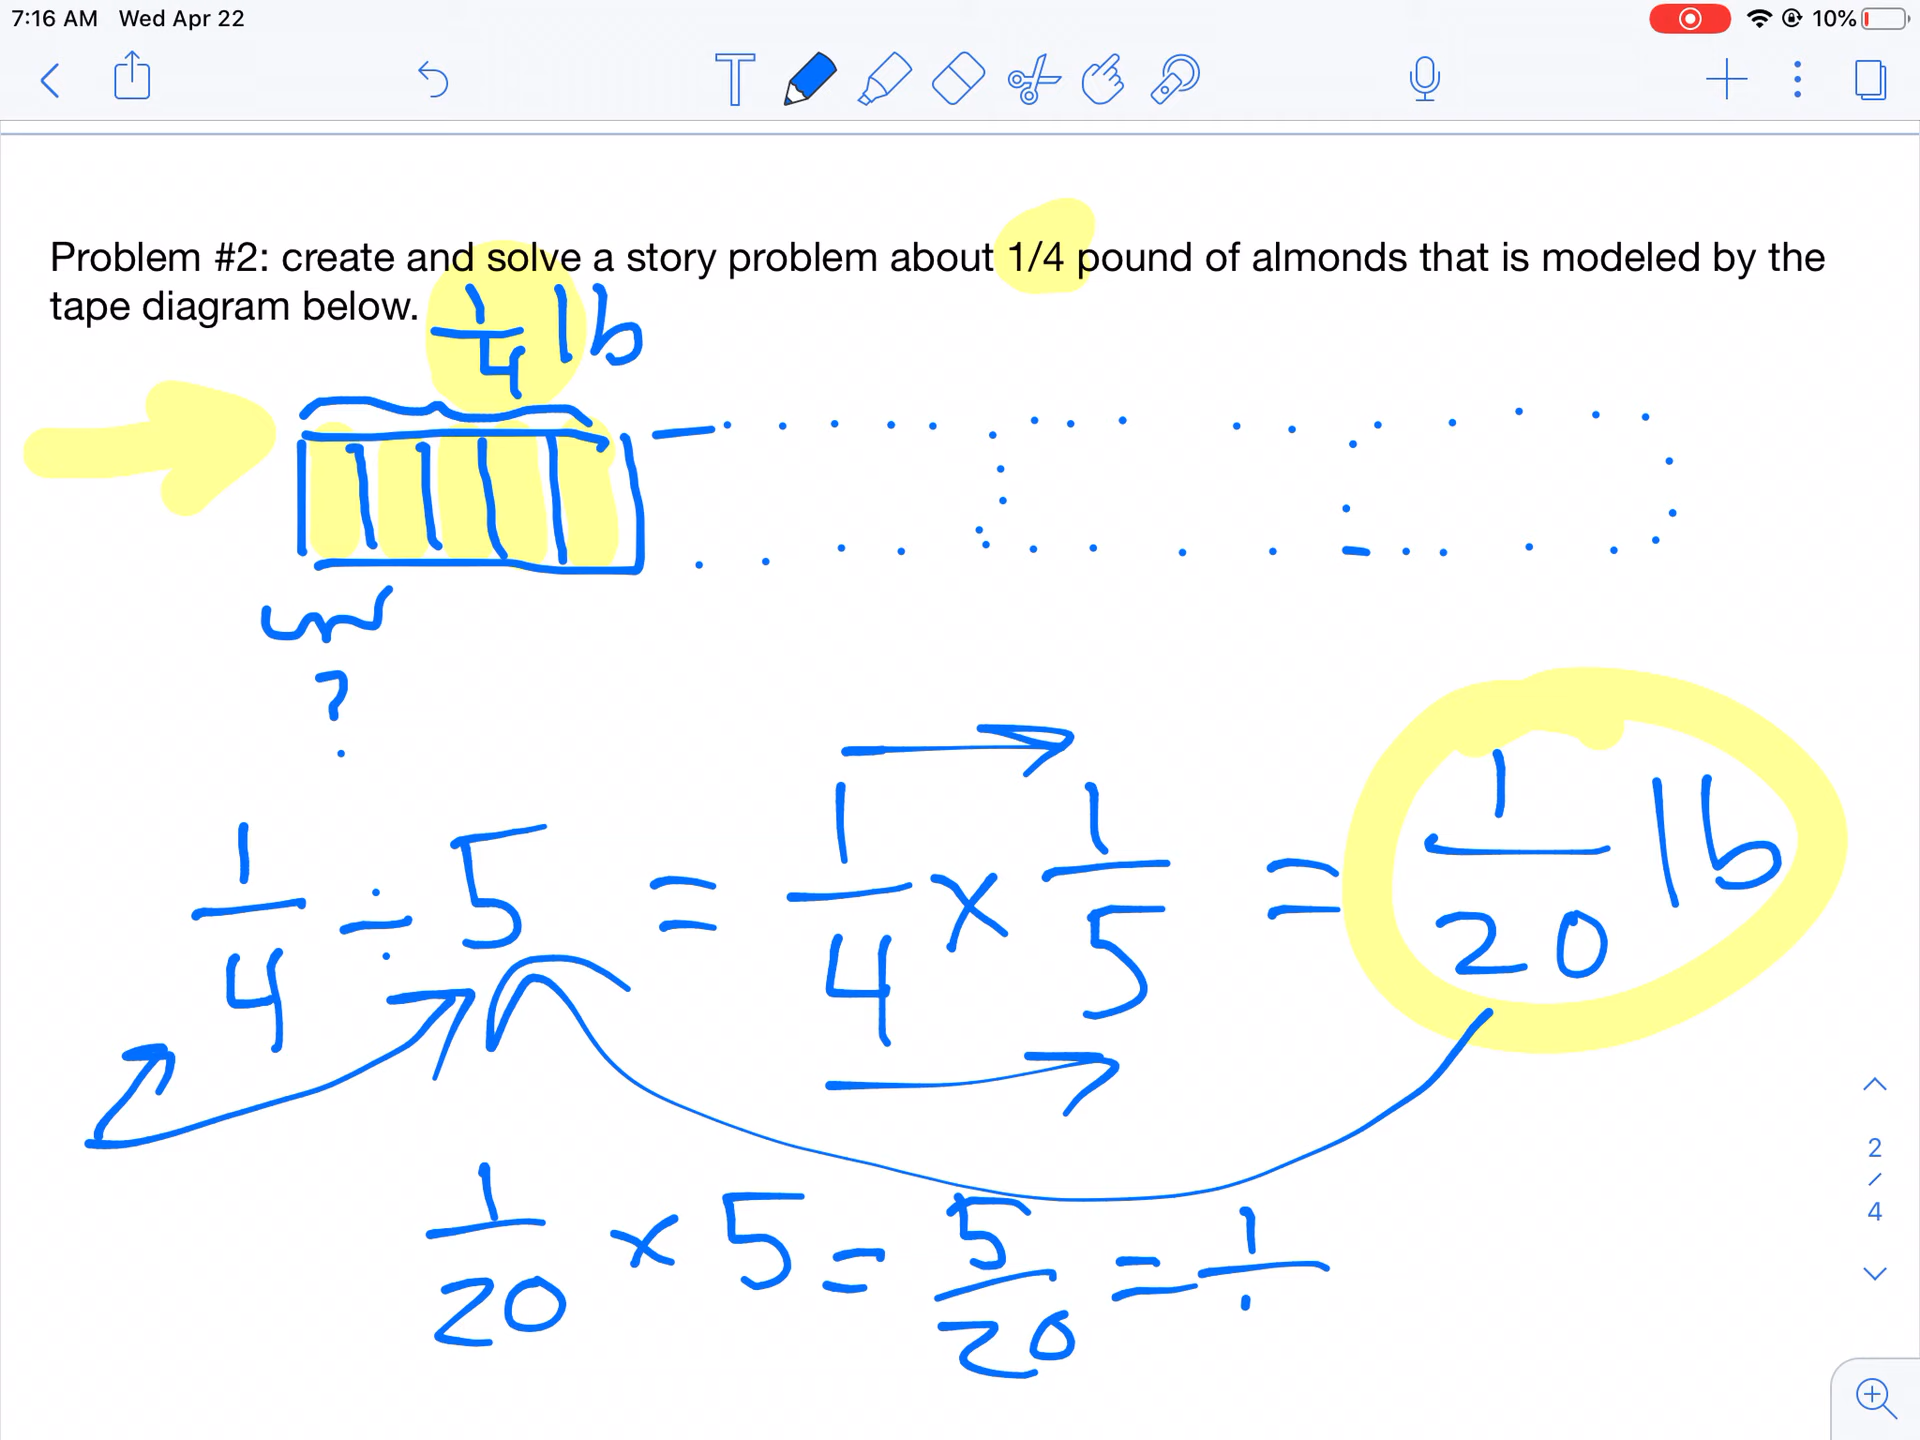 7:16 AM Wed Apr 22 10%
T
Problem #2: create and solve a story problem about 1/4 pound of almonds that is modeled by the
tape diagram below.
1/4 lb
?
1/4 ÷ 5 = 1/4 × 1/5 = 1/20 lb
2
/
4
1/20 × 5 = 5/20 = 1/